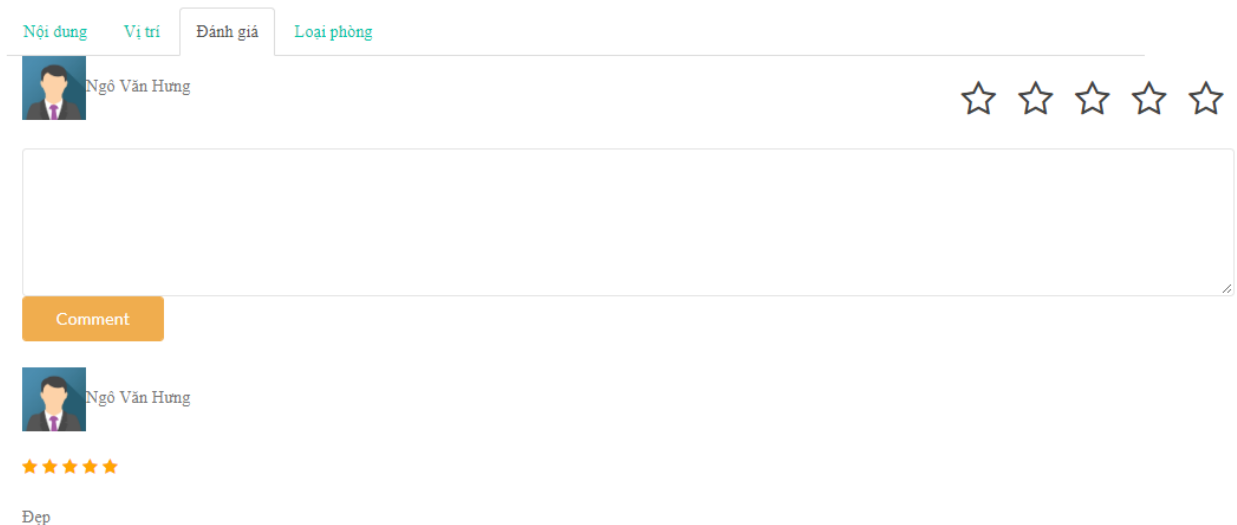 Nội dung Vị trí Đánh giá Loại phòng
Ngô Văn Hưng
Comment
Ngô Văn Hưng
Đẹp